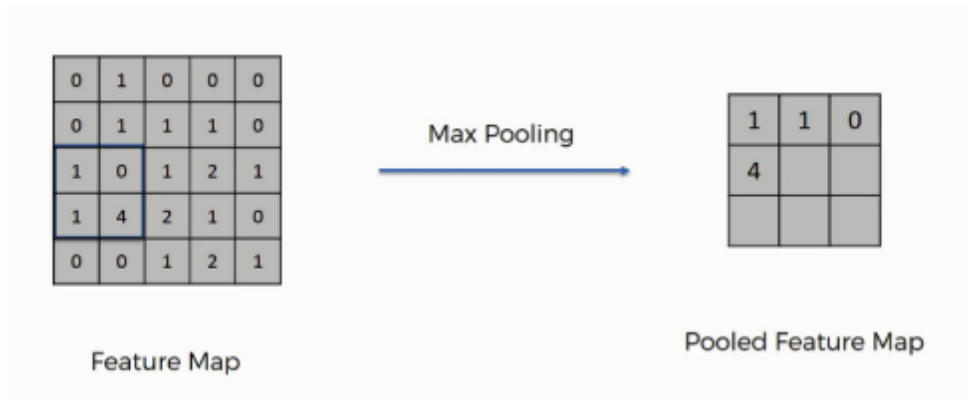 0 1 0 0 0
0 1 1 1 0
1 0 1 2 1
1 4 2 1 0
0 0 1 2 1
Feature Map
Max Pooling
1 1 0
4
Pooled Feature Map